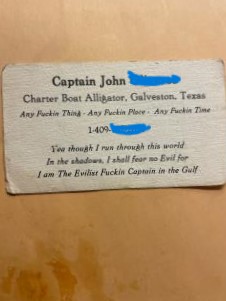 Captain John
Charter Boat Alligator, Galveston, Texas
Any Fuckin Thing - Any Fuckin Place - Any Fuckin Time
1-409-
Yea though I run through this world
In the shadows, I shall fear no Evil for
I am The Evilist Fuckin Captain in the Gulf